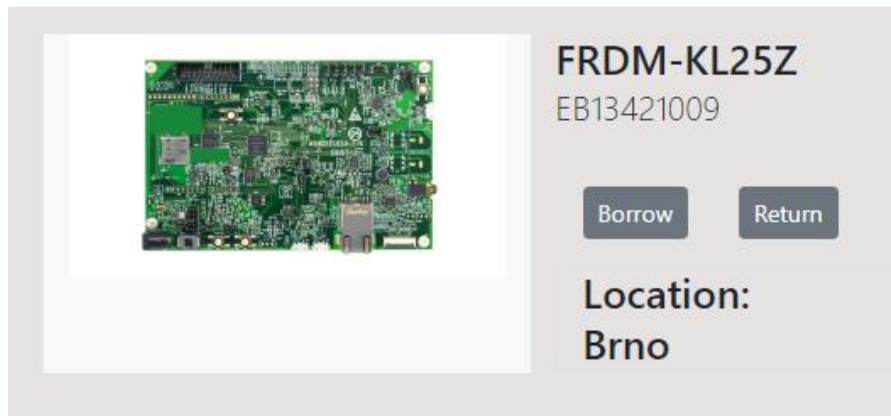 FRDM-KL25Z
EB13421009
Borrow
Return
Location:
Brno